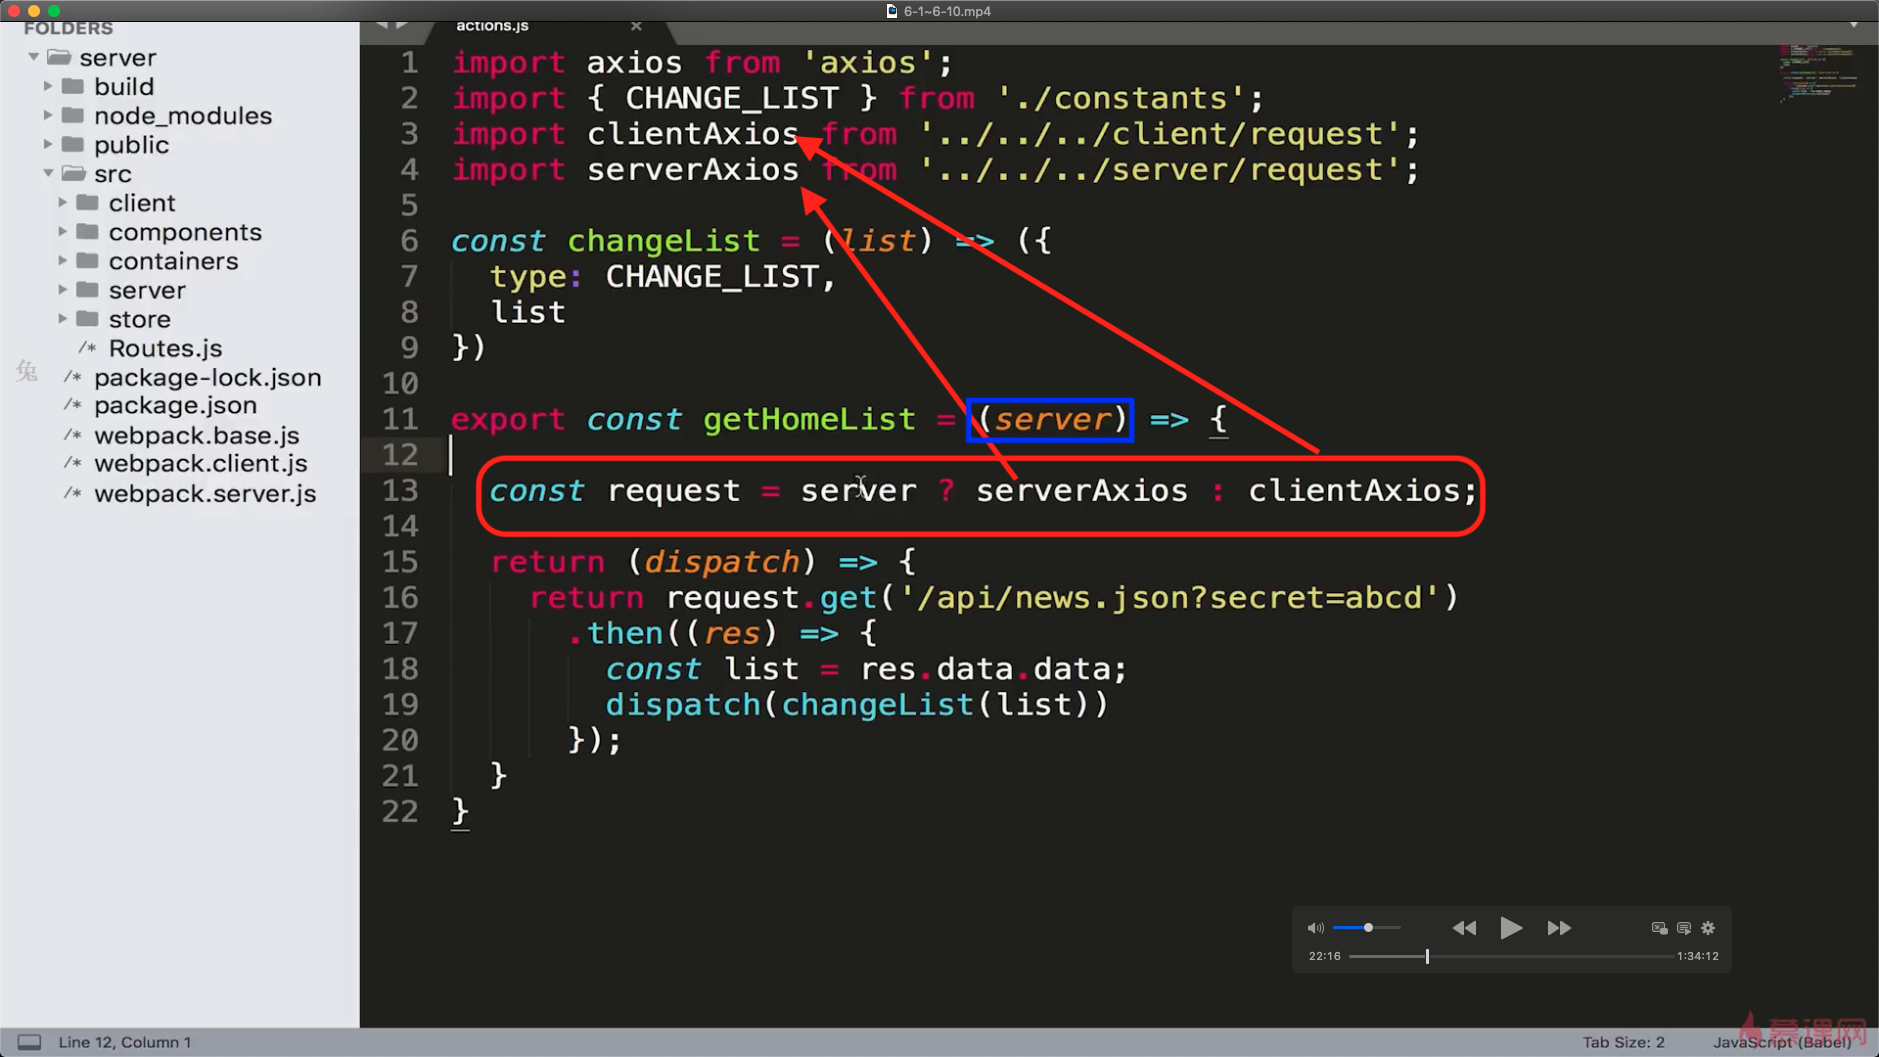 6-1~6-10.mp4
FOLDERS
server
build
node_modules
public
src
client
components
containers
server
store
/* Routes.js
/* package-lock.json
/* package.json
/* webpack.base.js
/* webpack.client.js
/* webpack.server.js
兔
actions.js ×
1 import axios from 'axios';
2 import { CHANGE_LIST } from './constants';
3 import clientAxios from '../../../client/request';
4 import serverAxios from '../../../server/request';
5
6 const changeList = (list) => ({
7 type: CHANGE_LIST,
8 list
9 })
10
11 export const getHomeList = (server) => {
12
13 const request = server ? serverAxios : clientAxios;
14
15 return (dispatch) => {
16 return request.get('/api/news.json?secret=abcd')
17 .then((res) => {
18 const list = res.data.data;
19 dispatch(changeList(list))
20 });
21 }
22 }
22:16 1:34:12
慕课网
Line 12, Column 1 Tab Size: 2 JavaScript (Babel)